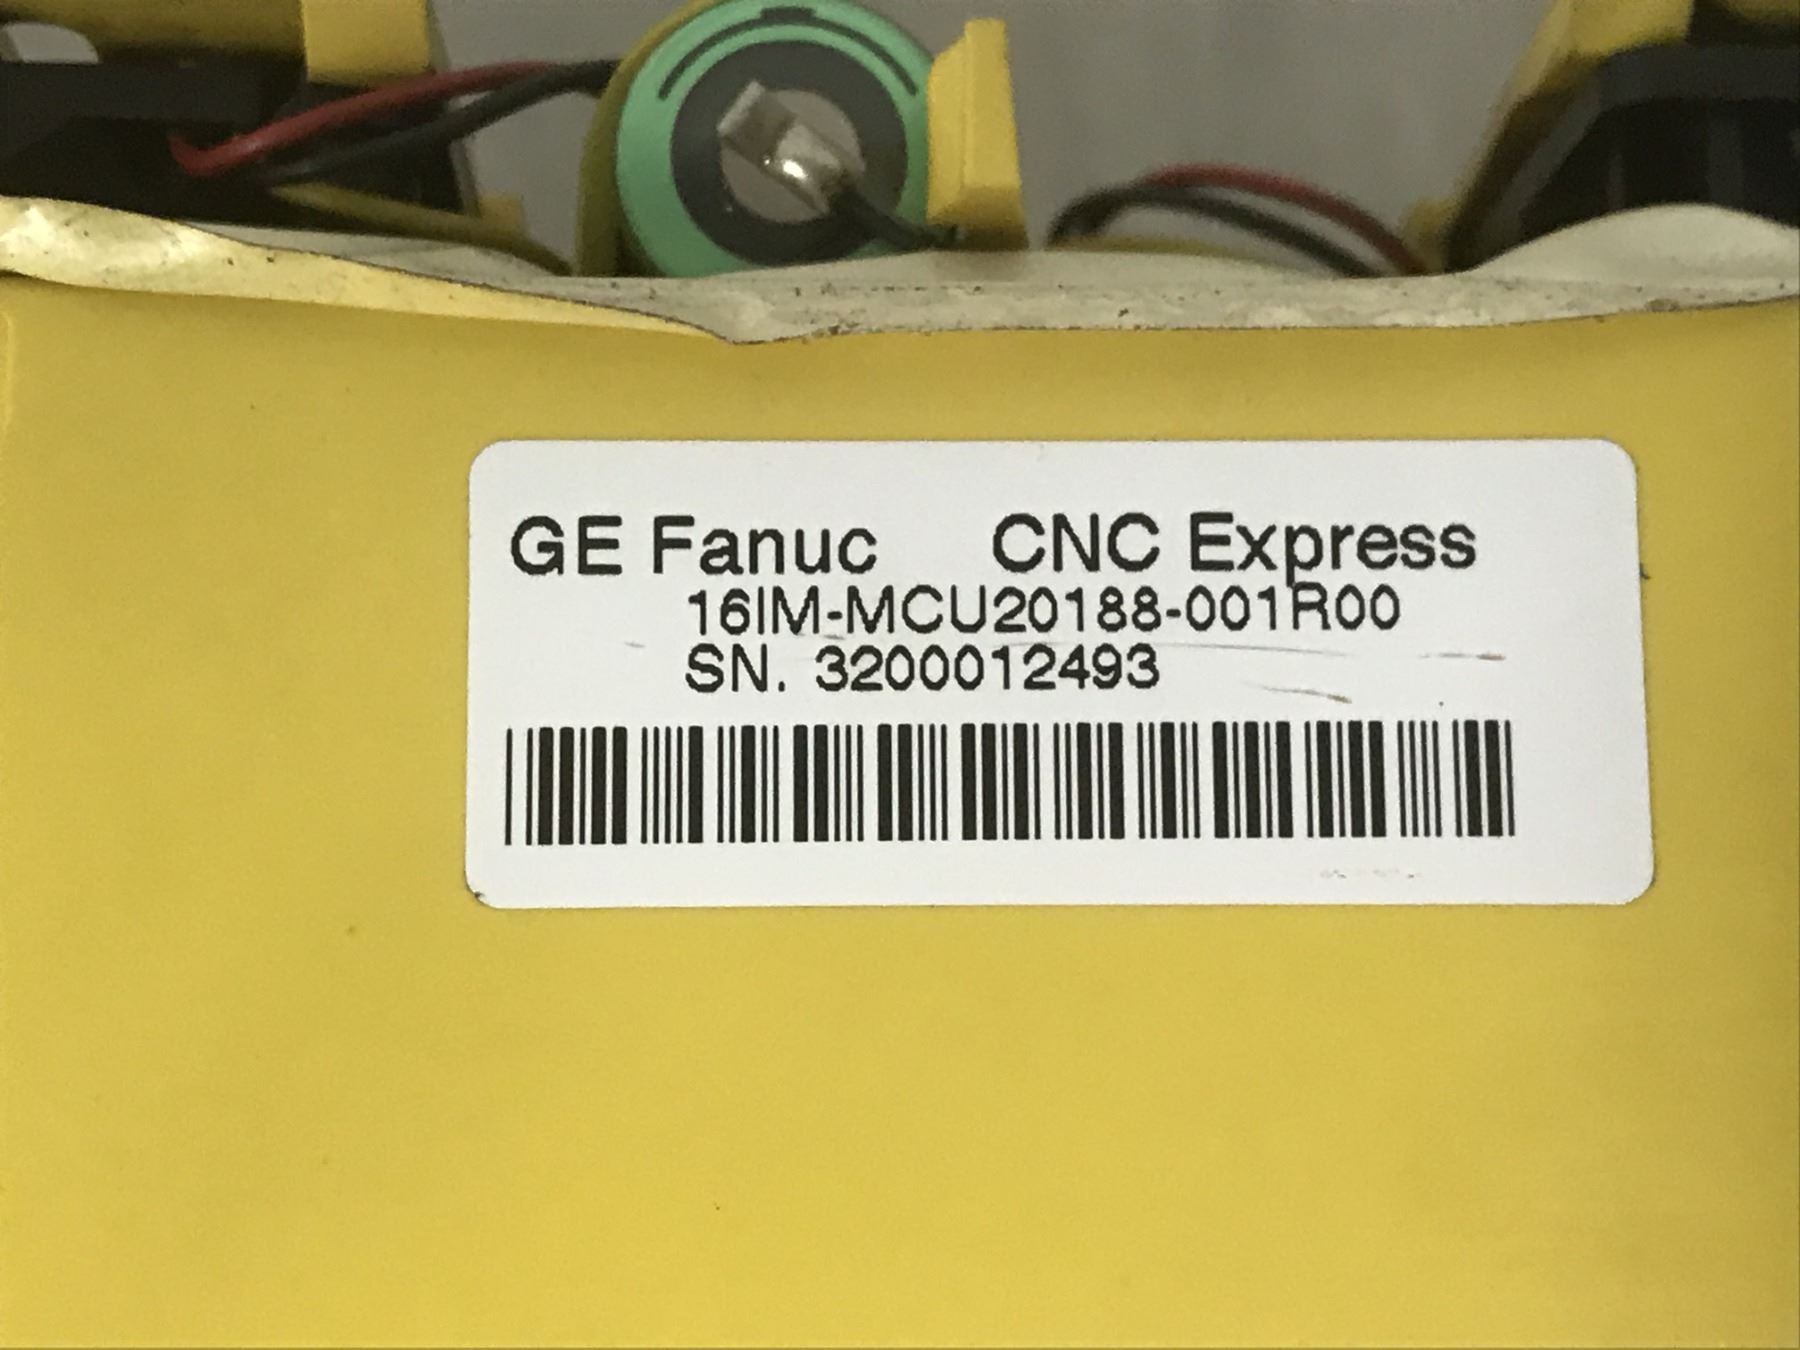 GE Fanuc CNC Express
16IM-MCU20188-001R00
SN. 3200012493